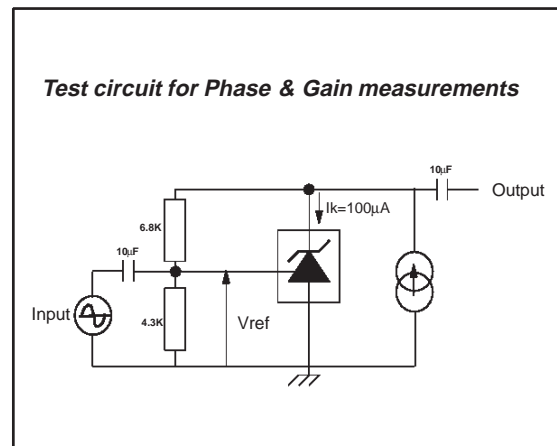 Test circuit for Phase & Gain measurements
10µF
Output
Ik=100µA
6.8K
10µF
Input
4.3K
Vref